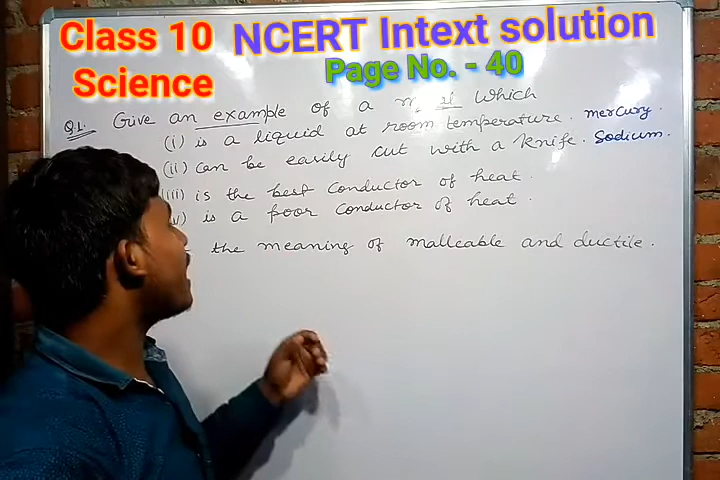 Class 10 Science
NCERT Intext solution
Page No. - 40
Q1. Give an example of a which
(i) is a liquid at room temperature. mercury.
(ii) can be easily cut with a knife. Sodium.
(iii) is the best conductor of heat.
is a poor conductor of heat.
the meaning of malleable and ductile.